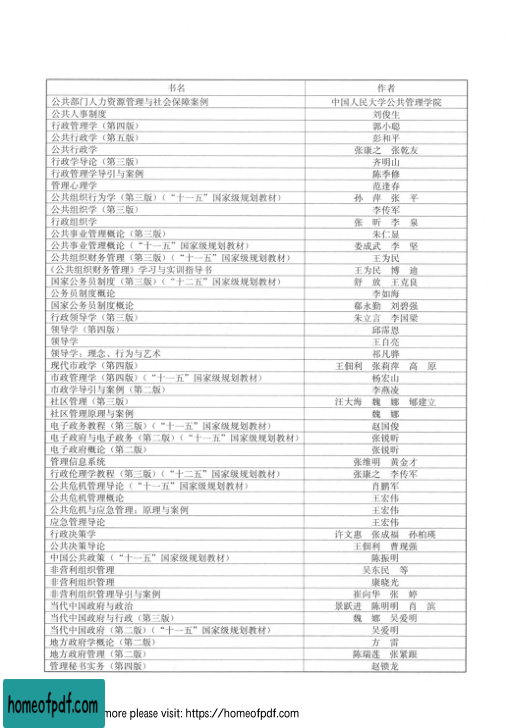 书名 作者
公共部门人力资源管理与社会保障案例 中国人民大学公共管理学院
公共人事制度 刘俊生
行政管理学（第四版） 郭小聪
公共行政学（第五版） 彭和平
公共行政学 张康之 张乾友
行政学导论（第三版） 齐明山
行政管理学导引与案例 陈季修
管理心理学 范逢春
公共组织行为学（第三版）（“十一五”国家级规划教材） 孙 萍 张 平
公共组织学（第三版） 李传军
行政组织学 张 昕 李 泉
公共事业管理概论（第三版） 朱仁显
公共事业管理概论（“十一五”国家级规划教材） 娄成武 李 坚
公共组织财务管理（第三版）（“十一五”国家级规划教材） 王为民
《公共组织财务管理》学习与实训指导书 王为民 博 迪
国家公务员制度（第三版）（“十二五”国家级规划教材） 舒 放 王克良
公务员制度概论 李如海
国家公务员制度概论 郗永勤 刘碧强
行政领导学（第三版） 朱立言 李国梁
领导学（第四版） 邱霈恩
领导学 王自亮
领导学：理念、行为与艺术 祁凡骅
现代市政学（第四版） 王佃利 张莉萍 高 原
市政管理学（第四版）（“十一五”国家级规划教材） 杨宏山
市政学导引与案例（第二版） 李燕凌
社区管理（第三版） 汪大海 魏 娜 郇建立
社区管理原理与案例 魏 娜
电子政务教程（第三版）（“十一五”国家级规划教材） 赵国俊
电子政府与电子政务（第二版）（“十一五”国家级规划教材） 张锐昕
电子政府概论（第二版） 张锐昕
管理信息系统 张维明 黄金才
行政伦理学教程（第三版）（“十二五”国家级规划教材） 张康之 李传军
公共危机管理导论（“十一五”国家级规划教材） 肖鹏军
公共危机管理概论 王宏伟
公共危机与应急管理：原理与案例 王宏伟
应急管理导论 王宏伟
行政决策学 许文惠 张成福 孙柏瑛
公共决策导论 王佃利 曹现强
中国公共政策（“十一五”国家级规划教材） 陈振明
非营利组织管理 吴东民 等
非营利组织管理 康晓光
非营利组织管理导引与案例 崔向华 张 婷
当代中国政府与政治 景跃进 陈明明 肖 滨
当代中国政府与行政（第三版） 魏 娜 吴爱明
当代中国政府（第二版）（“十一五”国家级规划教材） 吴爱明
地方政府学概论（第二版） 方 雷
地方政府管理（第二版） 陈瑞莲 张紧跟
管理秘书实务（第四版） 赵锁龙
homeofpdf.com
more please visit: https://homeofpdf.com